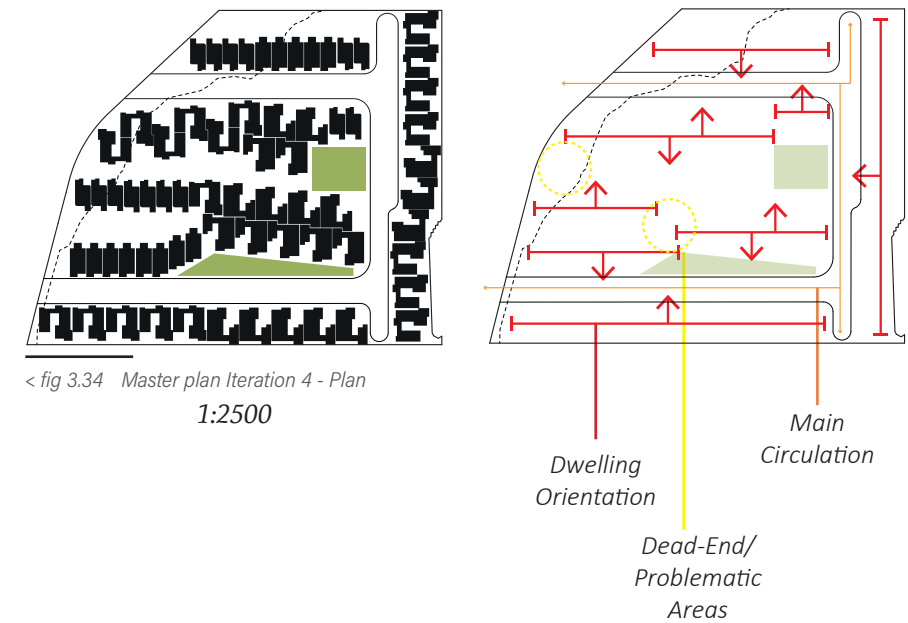 < fig 3.34 Master plan Iteration 4 - Plan
1:2500
Dwelling
Orientation
Dead-End/
Problematic
Areas
Main
Circulation